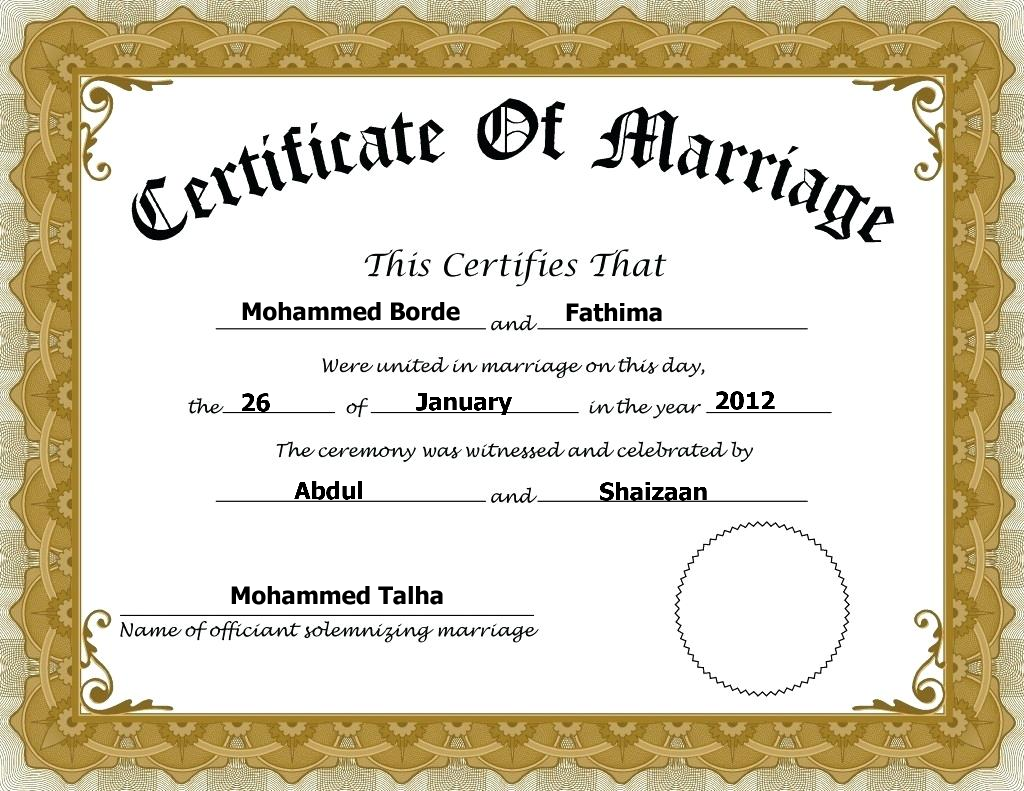 Certificate Of Marriage
This Certifies That
Mohammed Borde and Fathima
Were united in marriage on this day,
the 26 of January in the year 2012
The ceremony was witnessed and celebrated by
Abdul and Shaizaan
Mohammed Talha
Name of officiant solemnizing marriage